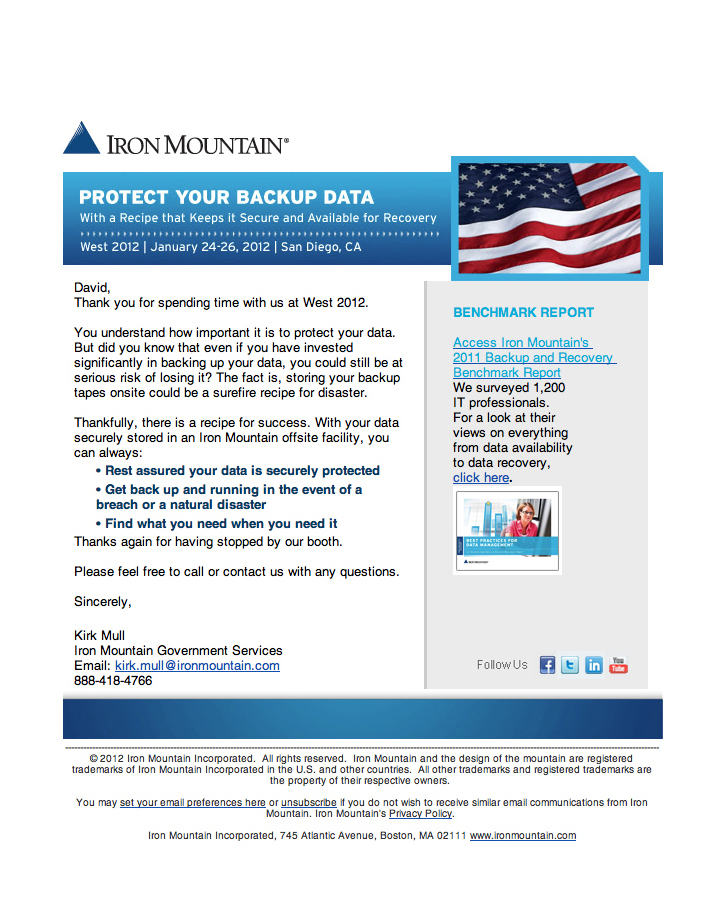 IRON MOUNTAIN®
PROTECT YOUR BACKUP DATA
With a Recipe that Keeps it Secure and Available for Recovery
West 2012 | January 24-26, 2012 | San Diego, CA
David,
Thank you for spending time with us at West 2012.
You understand how important it is to protect your data.
But did you know that even if you have invested
significantly in backing up your data, you could still be at
serious risk of losing it? The fact is, storing your backup
tapes onsite could be a surefire recipe for disaster.
Thankfully, there is a recipe for success. With your data
securely stored in an Iron Mountain offsite facility, you
can always:
• Rest assured your data is securely protected
• Get back up and running in the event of a
breach or a natural disaster
• Find what you need when you need it
Thanks again for having stopped by our booth.
Please feel free to call or contact us with any questions.
Sincerely,
Kirk Mull
Iron Mountain Government Services
Email: kirk.mull@ironmountain.com
888-418-4766
BENCHMARK REPORT
Access Iron Mountain's
2011 Backup and Recovery
Benchmark Report
We surveyed 1,200
IT professionals.
For a look at their
views on everything
from data availability
to data recovery,
click here.
BEST PRACTICES FOR
DATA MANAGEMENT
IRON MOUNTAIN
Follow Us
You
Tube
© 2012 Iron Mountain Incorporated. All rights reserved. Iron Mountain and the design of the mountain are registered
trademarks of Iron Mountain Incorporated in the U.S. and other countries. All other trademarks and registered trademarks are
the property of their respective owners.
You may set your email preferences here or unsubscribe if you do not wish to receive similar email communications from Iron
Mountain. Iron Mountain's Privacy Policy.
Iron Mountain Incorporated, 745 Atlantic Avenue, Boston, MA 02111 www.ironmountain.com